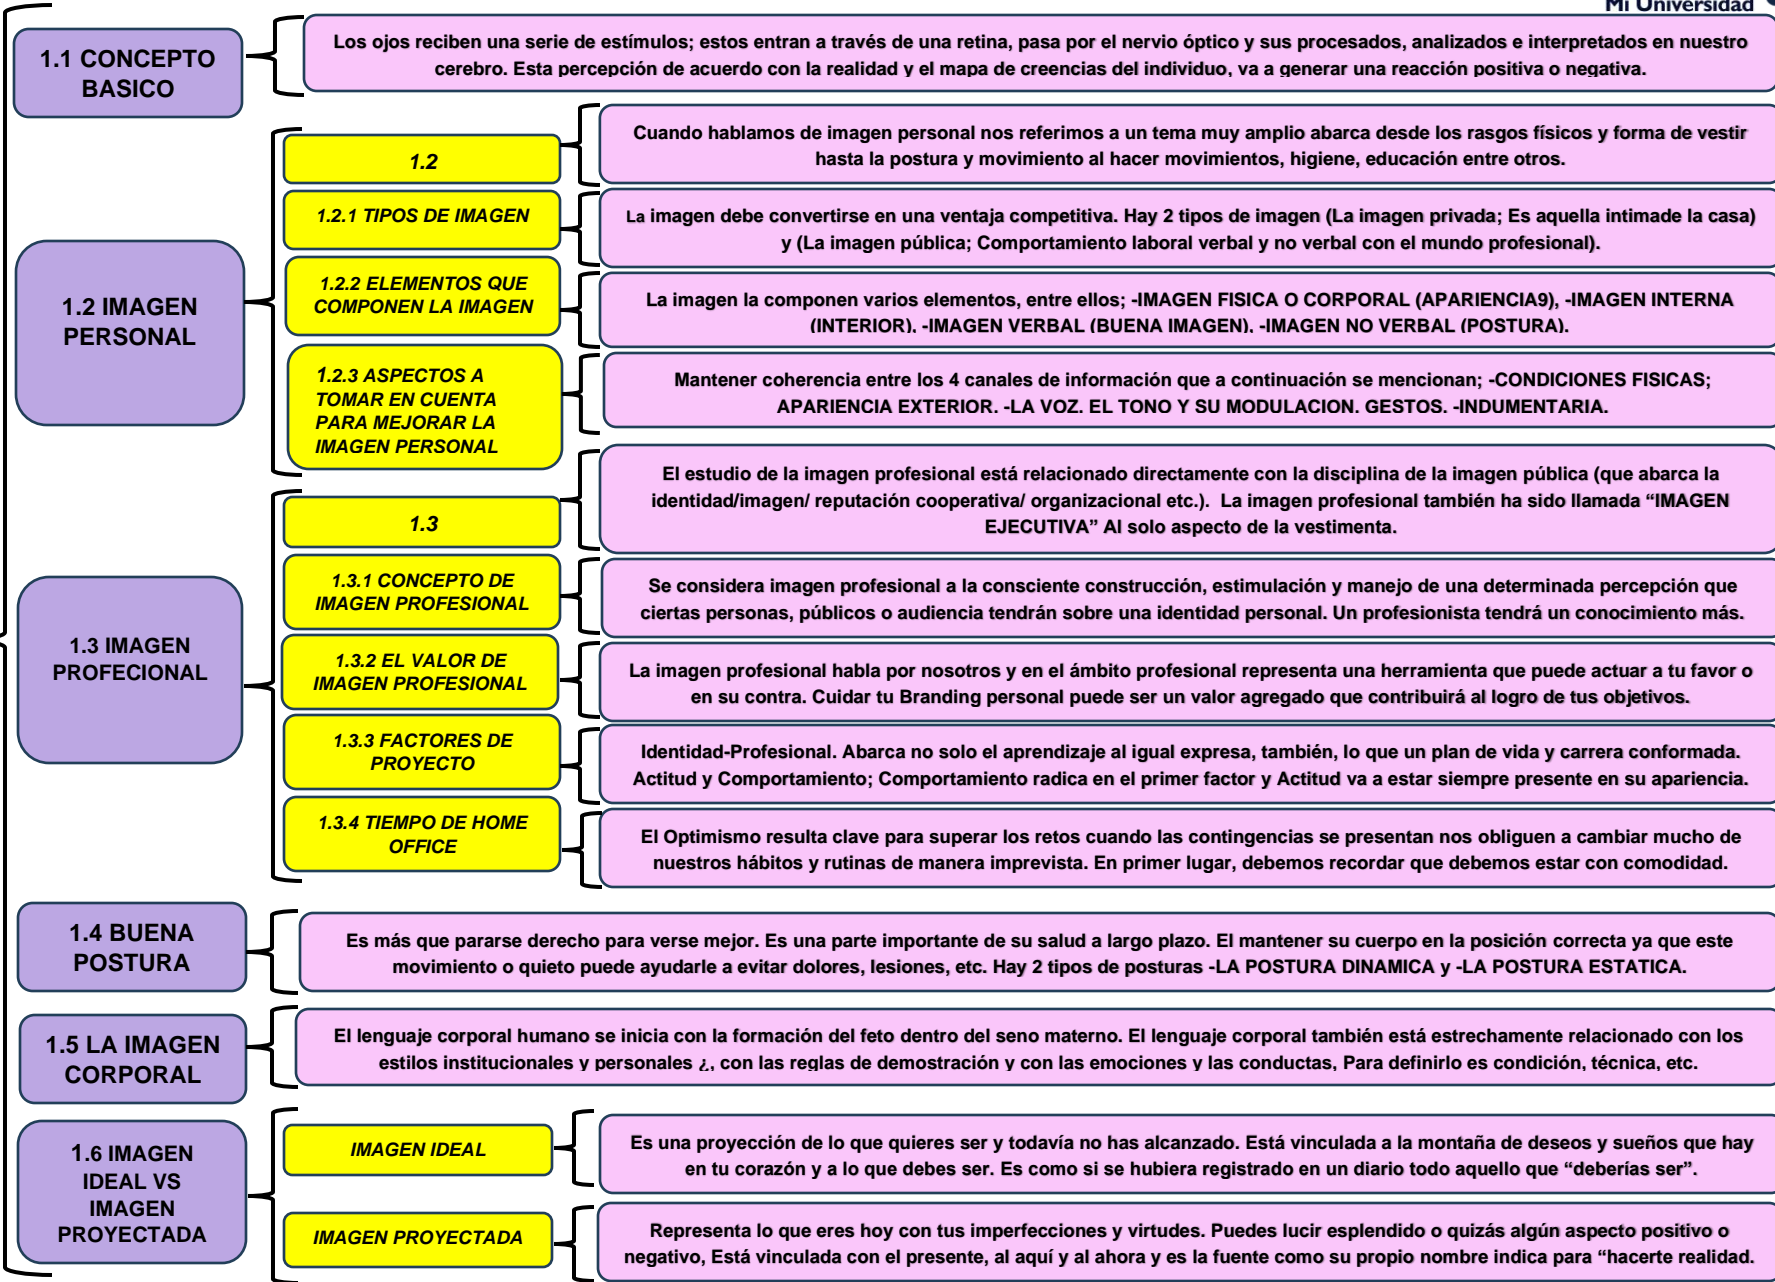 Mi Universidad
1.1 CONCEPTO
BASICO
Los ojos reciben una serie de estímulos; estos entran a través de una retina, pasa por el nervio óptico y sus procesados, analizados e interpretados en nuestro
cerebro. Esta percepción de acuerdo con la realidad y el mapa de creencias del individuo, va a generar una reacción positiva o negativa.
1.2 IMAGEN
PERSONAL
1.2
Cuando hablamos de imagen personal nos referimos a un tema muy amplio abarca desde los rasgos físicos y forma de vestir
hasta la postura y movimiento al hacer movimientos, higiene, educación entre otros.
1.2.1 TIPOS DE IMAGEN
La imagen debe convertirse en una ventaja competitiva. Hay 2 tipos de imagen (La imagen privada; Es aquella intimade la casa)
y (La imagen pública; Comportamiento laboral verbal y no verbal con el mundo profesional).
1.2.2 ELEMENTOS QUE
COMPONEN LA IMAGEN
La imagen la componen varios elementos, entre ellos; -IMAGEN FISICA O CORPORAL (APARIENCIA9), -IMAGEN INTERNA
(INTERIOR). -IMAGEN VERBAL (BUENA IMAGEN). -IMAGEN NO VERBAL (POSTURA).
1.2.3 ASPECTOS A
TOMAR EN CUENTA
PARA MEJORAR LA
IMAGEN PERSONAL
Mantener coherencia entre los 4 canales de información que a continuación se mencionan; -CONDICIONES FISICAS;
APARIENCIA EXTERIOR. -LA VOZ. EL TONO Y SU MODULACION. GESTOS. -INDUMENTARIA.
1.3 IMAGEN
PROFECIONAL
1.3
El estudio de la imagen profesional está relacionado directamente con la disciplina de la imagen pública (que abarca la
identidad/imagen/ reputación cooperativa/ organizacional etc.). La imagen profesional también ha sido llamada “IMAGEN
EJECUTIVA” Al solo aspecto de la vestimenta.
1.3.1 CONCEPTO DE
IMAGEN PROFESIONAL
Se considera imagen profesional a la consciente construcción, estimulación y manejo de una determinada percepción que
ciertas personas, públicos o audiencia tendrán sobre una identidad personal. Un profesionista tendrá un conocimiento más.
1.3.2 EL VALOR DE
IMAGEN PROFESIONAL
La imagen profesional habla por nosotros y en el ámbito profesional representa una herramienta que puede actuar a tu favor o
en su contra. Cuidar tu Branding personal puede ser un valor agregado que contribuirá al logro de tus objetivos.
1.3.3 FACTORES DE
PROYECTO
Identidad-Profesional. Abarca no solo el aprendizaje al igual expresa, también, lo que un plan de vida y carrera conformada.
Actitud y Comportamiento; Comportamiento radica en el primer factor y Actitud va a estar siempre presente en su apariencia.
1.3.4 TIEMPO DE HOME
OFFICE
El Optimismo resulta clave para superar los retos cuando las contingencias se presentan nos obliguen a cambiar mucho de
nuestros hábitos y rutinas de manera imprevista. En primer lugar, debemos recordar que debemos estar con comodidad.
1.4 BUENA
POSTURA
Es más que pararse derecho para verse mejor. Es una parte importante de su salud a largo plazo. El mantener su cuerpo en la posición correcta ya que este
movimiento o quieto puede ayudarle a evitar dolores, lesiones, etc. Hay 2 tipos de posturas -LA POSTURA DINAMICA y -LA POSTURA ESTATICA.
1.5 LA IMAGEN
CORPORAL
El lenguaje corporal humano se inicia con la formación del feto dentro del seno materno. El lenguaje corporal también está estrechamente relacionado con los
estilos institucionales y personales ¿, con las reglas de demostración y con las emociones y las conductas, Para definirlo es condición, técnica, etc.
1.6 IMAGEN
IDEAL VS
IMAGEN
PROYECTADA
IMAGEN IDEAL
Es una proyección de lo que quieres ser y todavía no has alcanzado. Está vinculada a la montaña de deseos y sueños que hay
en tu corazón y a lo que debes ser. Es como si se hubiera registrado en un diario todo aquello que “deberías ser”.
IMAGEN PROYECTADA
Representa lo que eres hoy con tus imperfecciones y virtudes. Puedes lucir esplendido o quizás algún aspecto positivo o
negativo, Está vinculada con el presente, al aquí y al ahora y es la fuente como su propio nombre indica para “hacerte realidad.